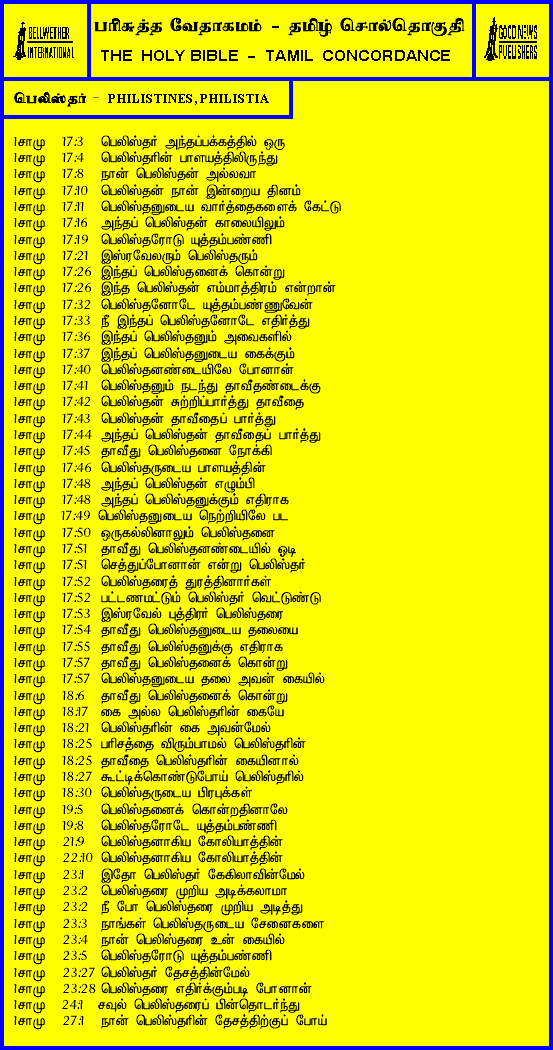 BELLWETHER INTERNATIONAL
பரிசுத்த வேதாகமம் - தமிழ் சொல்தொகுதி
THE HOLY BIBLE - TAMIL CONCORDANCE
GOOD NEWS PUBLISHERS
பெலிஸ்தர் - PHILISTINES, PHILISTIA
1சாமு 17:3 பெலிஸ்தர் அந்தப்பக்கத்தில் ஒரு
1சாமு 17:4 பெலிஸ்தரின் பாளயத்திலிருந்து
1சாமு 17:8 நான் பெலிஸ்தன் அல்லவா
1சாமு 17:10 பெலிஸ்தன் நான் இன்றைய தினம்
1சாமு 17:11 பெலிஸ்தனுடைய வார்த்தைகளைக் கேட்டு
1சாமு 17:16 அந்தப் பெலிஸ்தன் காலையிலும்
1சாமு 17:19 பெலிஸ்தரோடு யுத்தம்பண்ணி
1சாமு 17:21 இஸ்ரவேலரும் பெலிஸ்தரும்
1சாமு 17:26 இந்தப் பெலிஸ்தனைக் கொன்று
1சாமு 17:26 இந்த பெலிஸ்தன் எம்மாத்திரம் என்றான்
1சாமு 17:32 பெலிஸ்தனோடே யுத்தம்பண்ணுவேன்
1சாமு 17:33 நீ இந்தப் பெலிஸ்தனோடே எதிர்த்து
1சாமு 17:36 இந்தப் பெலிஸ்தனும் அவைகளில்
1சாமு 17:37 இந்தப் பெலிஸ்தனுடைய கைக்கும்
1சாமு 17:40 பெலிஸ்தனண்டையிலே போனான்
1சாமு 17:41 பெலிஸ்தனும் நடந்து தாவீதண்டைக்கு
1சாமு 17:42 பெலிஸ்தன் சுற்றிப்பார்த்து தாவீதை
1சாமு 17:43 பெலிஸ்தன் தாவீதைப் பார்த்து
1சாமு 17:44 அந்தப் பெலிஸ்தன் தாவீதைப் பார்த்து
1சாமு 17:45 தாவீது பெலிஸ்தனை நோக்கி
1சாமு 17:46 பெலிஸ்தருடைய பாளயத்தின்
1சாமு 17:48 அந்தப் பெலிஸ்தன் எழும்பி
1சாமு 17:48 அந்தப் பெலிஸ்தனுக்கும் எதிராக
1சாமு 17:49 பெலிஸ்தனுடைய நெற்றியிலே பட
1சாமு 17:50 ஒருகல்லினாலும் பெலிஸ்தனை
1சாமு 17:51 தாவீது பெலிஸ்தனண்டையில் ஒடி
1சாமு 17:51 செத்துப்போனான் என்று பெலிஸ்தர்
1சாமு 17:52 பெலிஸ்தரைத் துரத்தினார்கள்
1சாமு 17:52 பட்டணமட்டும் பெலிஸ்தர் வெட்டுண்டு
1சாமு 17:53 இஸ்ரவேல் புத்திரர் பெலிஸ்தரை
1சாமு 17:54 தாவீது பெலிஸ்தனுடைய தலையை
1சாமு 17:55 தாவீது பெலிஸ்தனுக்கு எதிராக
1சாமு 17:57 தாவீது பெலிஸ்தனைக் கொன்று
1சாமு 17:57 பெலிஸ்தனுடைய தலை அவன் கையில்
1சாமு 18:6 தாவீது பெலிஸ்தனைக் கொன்று
1சாமு 18:17 கை அல்ல பெலிஸ்தரின் கையே
1சாமு 18:21 பெலிஸ்தரின் கை அவன்மேல்
1சாமு 18:25 பரிசத்தை விரும்பாமல் பெலிஸ்தரின்
1சாமு 18:25 தாவீதை பெலிஸ்தரின் கையினால்
1சாமு 18:27 கூட்டிக்கொண்டுபோய் பெலிஸ்தரில்
1சாமு 18:30 பெலிஸ்தருடைய பிரபுக்கள்
1சாமு 19:5 பெலிஸ்தனைக் கொன்றதினாலே
1சாமு 19:8 பெலிஸ்தரோடே யுத்தம்பண்ணி
1சாமு 21:9 பெலிஸ்தனாகிய கோலியாத்தின்
1சாமு 22:10 பெலிஸ்தனாகிய கோலியாத்தின்
1சாமு 23:1 இதோ பெலிஸ்தர் கேகிலாவின்மேல்
1சாமு 23:2 பெலிஸ்தரை முறிய அடிக்கலாமா
1சாமு 23:2 நீ போ பெலிஸ்தரை முறிய அடித்து
1சாமு 23:3 நாங்கள் பெலிஸ்தருடைய சேனைகளை
1சாமு 23:4 நான் பெலிஸ்தரை உன் கையில்
1சாமு 23:5 பெலிஸ்தரோடு யுத்தம்பண்ணி
1சாமு 23:27 பெலிஸ்தர் தேசத்தின்மேல்
1சாமு 23:28 பெலிஸ்தரை எதிர்க்கும்படி போனான்
1சாமு 24:1 சவுல் பெலிஸ்தரைப் பின்தொடர்ந்து
1சாமு 27:1 நான் பெலிஸ்தரின் தேசத்திற்குப் போய்